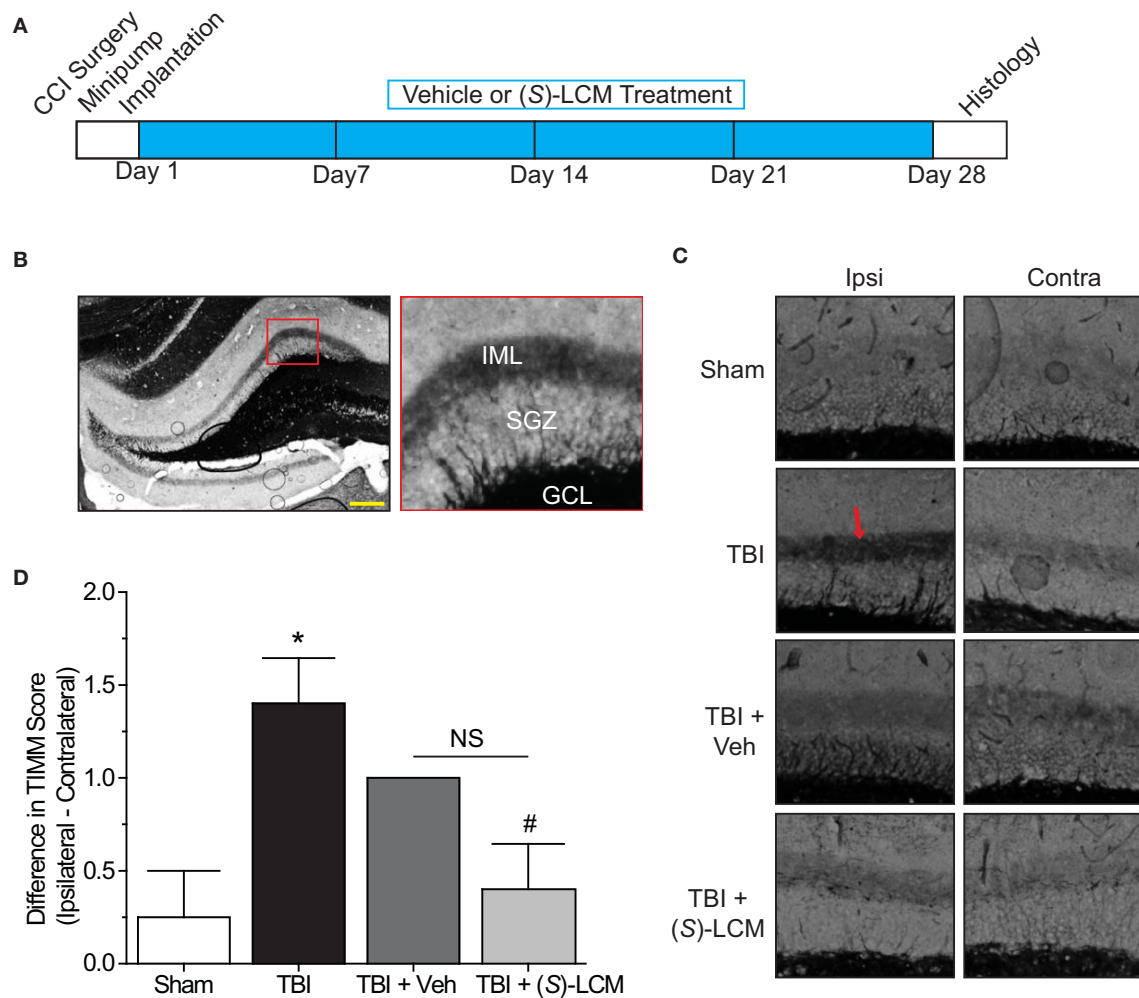 A
CCI Surgery
Minipump
Implantation
Vehicle or (S)-LCM Treatment
Histology
Day 1
Day7
Day 14
Day 21
Day 28
B
IML
SGZ
GCL
C
Ipsi
Contra
Sham
TBI
TBI +
Veh
TBI +
(S)-LCM
D
Difference in TIMM Score
(Ipsilateral - Contralateral)
2.0
1.5
1.0
0.5
0.0
*
NS
#
Sham
TBI
TBI + Veh
TBI + (S)-LCM